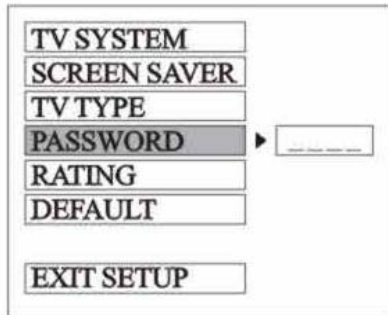 TV SYSTEM
SCREEN SAVER
TV TYPE
PASSWORD ▶ _ _ _ _
RATING
DEFAULT
EXIT SETUP